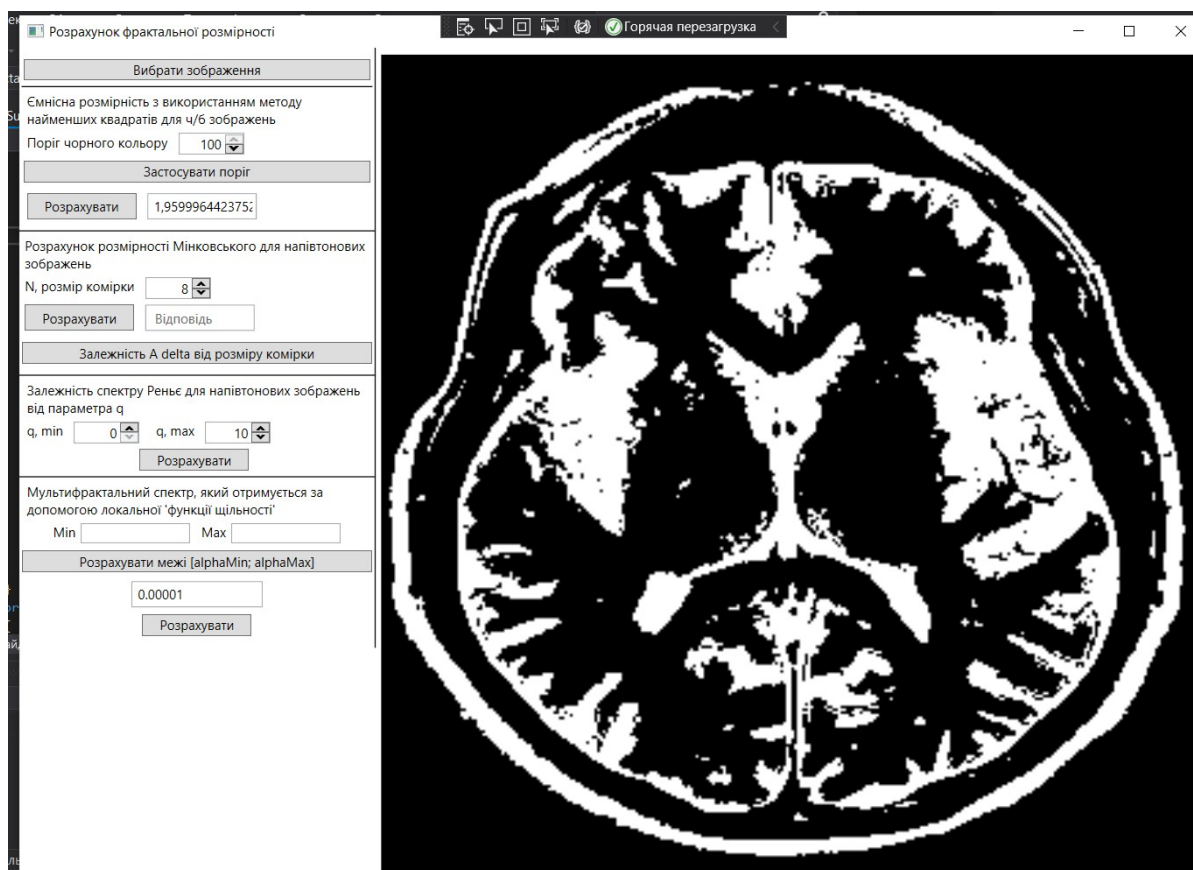 Розрахунок фрактальної розмірності
Горячая перезагрузка
Вибрати зображення
Ємнісна розмірність з використанням методу
найменших квадратів для ч/б зображень
Поріг чорного кольору 100
Застосувати поріг
Розрахувати 1,959996442375
Розрахунок розмірності Мінковського для напівтонових
зображень
N, розмір комірки 8
Розрахувати Відповідь
Залежність A delta від розміру комірки
Залежність спектру Реньє для напівтонових зображень
від параметра q
q, min 0 q, max 10
Розрахувати
Мультифрактальний спектр, який отримується за
допомогою локальної 'функції щільності'
Min Max
Розрахувати межі [alphaMin; alphaMax]
0.00001
Розрахувати